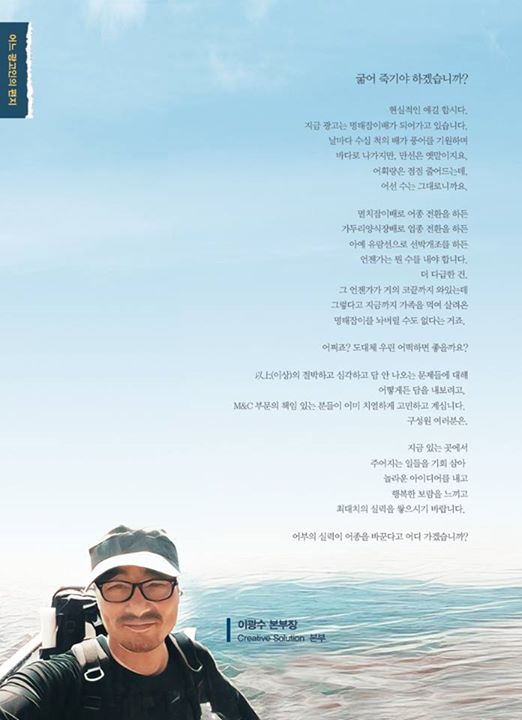 어느 광고인의 편지
굶어 죽기야 하겠습니까?
현실적인 얘길 합시다.
지금 광고는 명태잡이배가 되어가고 있습니다.
날마다 수십 척의 배가 풍어를 기원하며
바다로 나가지만, 만선은 옛말이지요.
어획량은 점점 줄어드는데,
어선 수는 그대로니까요.
멸치잡이배로 어종 전환을 하든
가두리양식장배로 업종 전환을 하든
아예 유람선으로 선박개조를 하든
언젠가는 뭔 수를 내야 합니다.
더 다급한 건,
그 언젠가가 거의 코끝까지 와있는데
그렇다고 지금까지 가족을 먹여 살려온
명태잡이를 놔버릴 수도 없다는 거죠.
어쩌죠? 도대체 우린 어떡하면 좋을까요?
以上(이상)의 절박하고 심각하고 답 안 나오는 문제들에 대해
어떻게든 답을 내보려고,
M&C 부문의 책임 있는 분들이 이미 치열하게 고민하고 계십니다.
구성원 여러분은,
지금 있는 곳에서
주어지는 일들을 기회 삼아
놀라운 아이디어를 내고
행복한 보람을 느끼고
최대치의 실력을 쌓으시기 바랍니다.
어부의 실력이 어종을 바꾼다고 어디 가겠습니까?
이광수 본부장
Creative Solution 본부